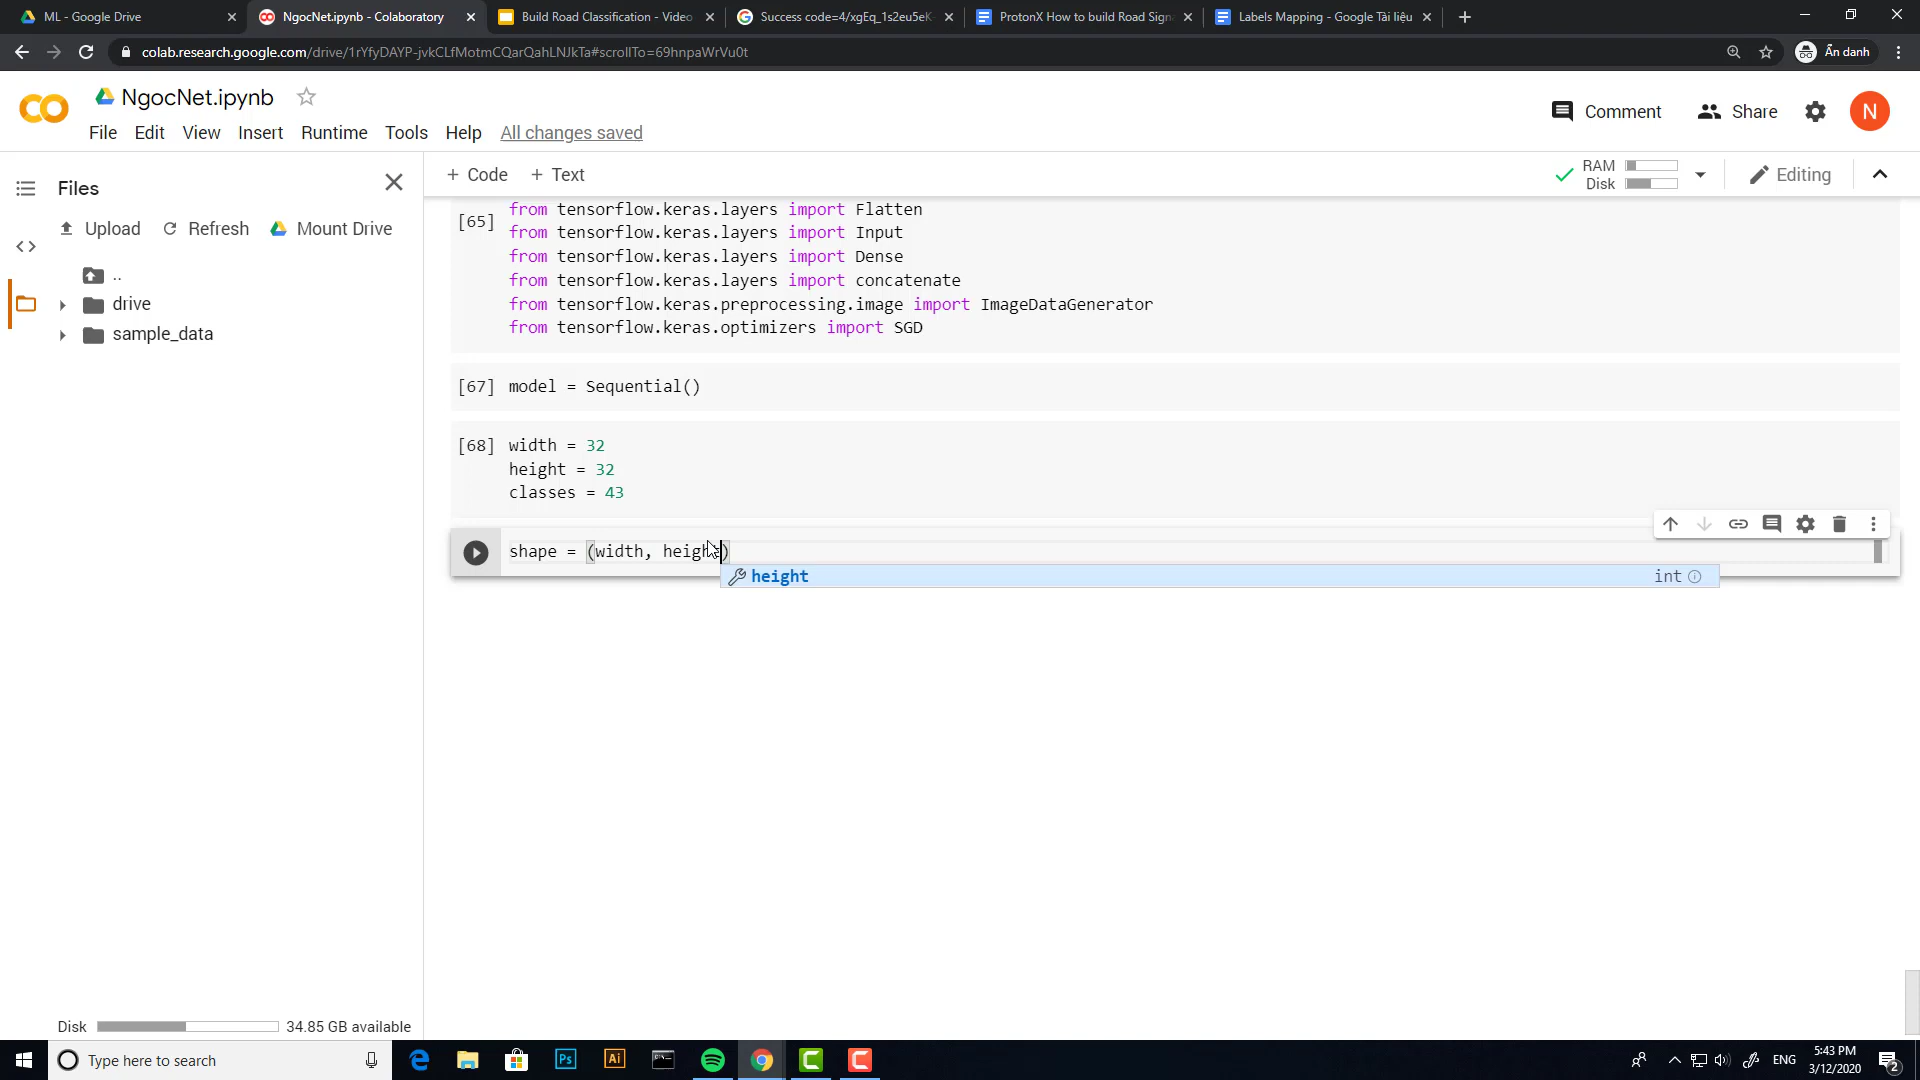 ML - Google Drive
NgocNet.ipynb - Colaboratory
Build Road Classification - Video
Success code=4/xgEq_1s2eu5eK
ProtonX How to build Road Sign
Labels Mapping - Google Tài liệu
colab.research.google.com/drive/1rYfyDAYP-jvkCLfMotmCQarQahLNJkTa#scrollTo=69hnpaWrVu0t
Ẩn danh
NgocNet.ipynb
File Edit View Insert Runtime Tools Help All changes saved
Comment
Share
N
Files
Upload Refresh Mount Drive
..
drive
sample_data
Disk 34.85 GB available
+ Code + Text
RAM
Disk
Editing
[65]
from tensorflow.keras.layers import Flatten
from tensorflow.keras.layers import Input
from tensorflow.keras.layers import Dense
from tensorflow.keras.layers import concatenate
from tensorflow.keras.preprocessing.image import ImageDataGenerator
from tensorflow.keras.optimizers import SGD
[67] model = Sequential()
[68] width = 32
height = 32
classes = 43
shape = (width, height)
height int
Type here to search
Ps
Ai
ENG
5:43 PM
3/12/2020
2